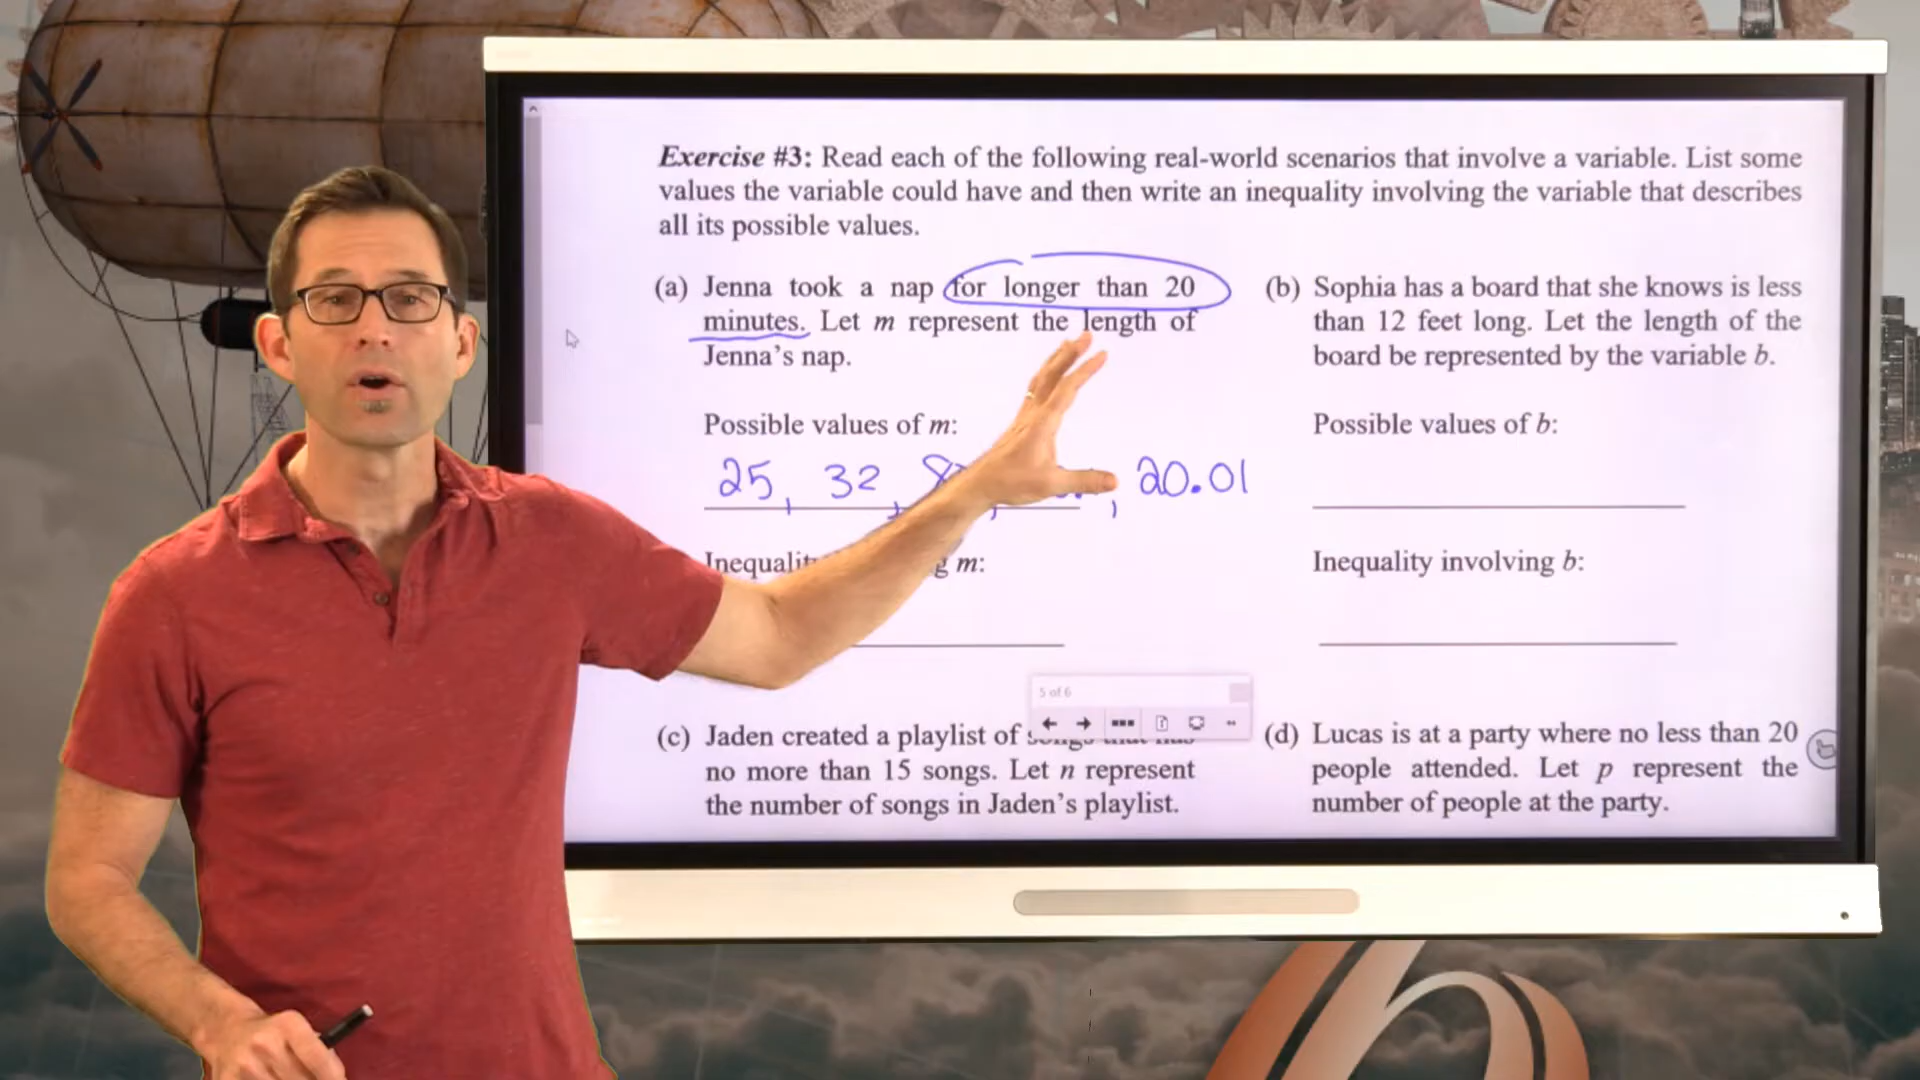 Exercise #3: Read each of the following real-world scenarios that involve a variable. List some
values the variable could have and then write an inequality involving the variable that describes
all its possible values.
(a) Jenna took a nap for longer than 20
minutes. Let m represent the length of
Jenna's nap.
Possible values of m:
25, 32, , , 20.01
m:
(b) Sophia has a board that she knows is less
than 12 feet long. Let the length of the
board be represented by the variable b.
Possible values of b:
Inequality involving b:
5 of 6
(c) Jaden created a playlist of
no more than 15 songs. Let n represent
the number of songs in Jaden's playlist.
(d) Lucas is at a party where no less than 20
people attended. Let p represent the
number of people at the party.